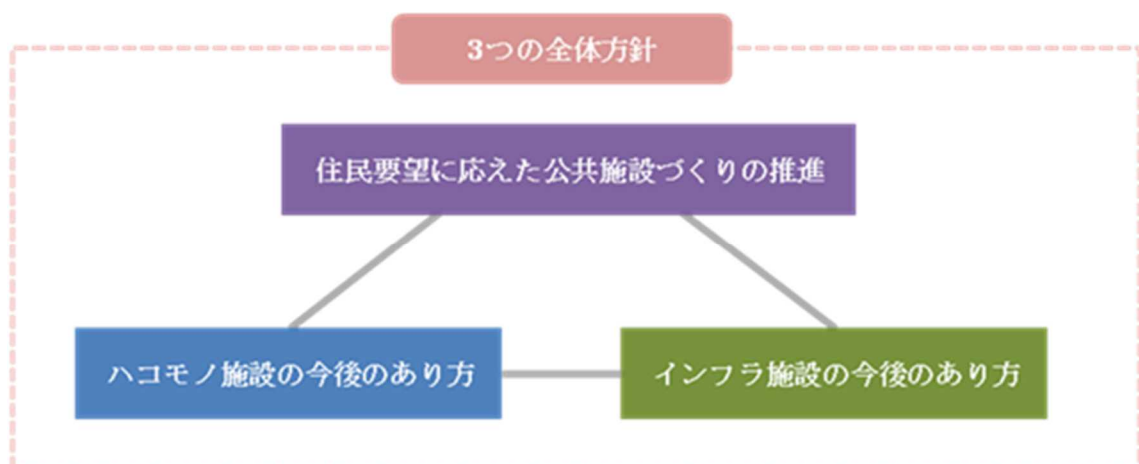 3つの全体方針
住民要望に応えた公共施設づくりの推進
ハコモノ施設の今後のあり方
インフラ施設の今後のあり方